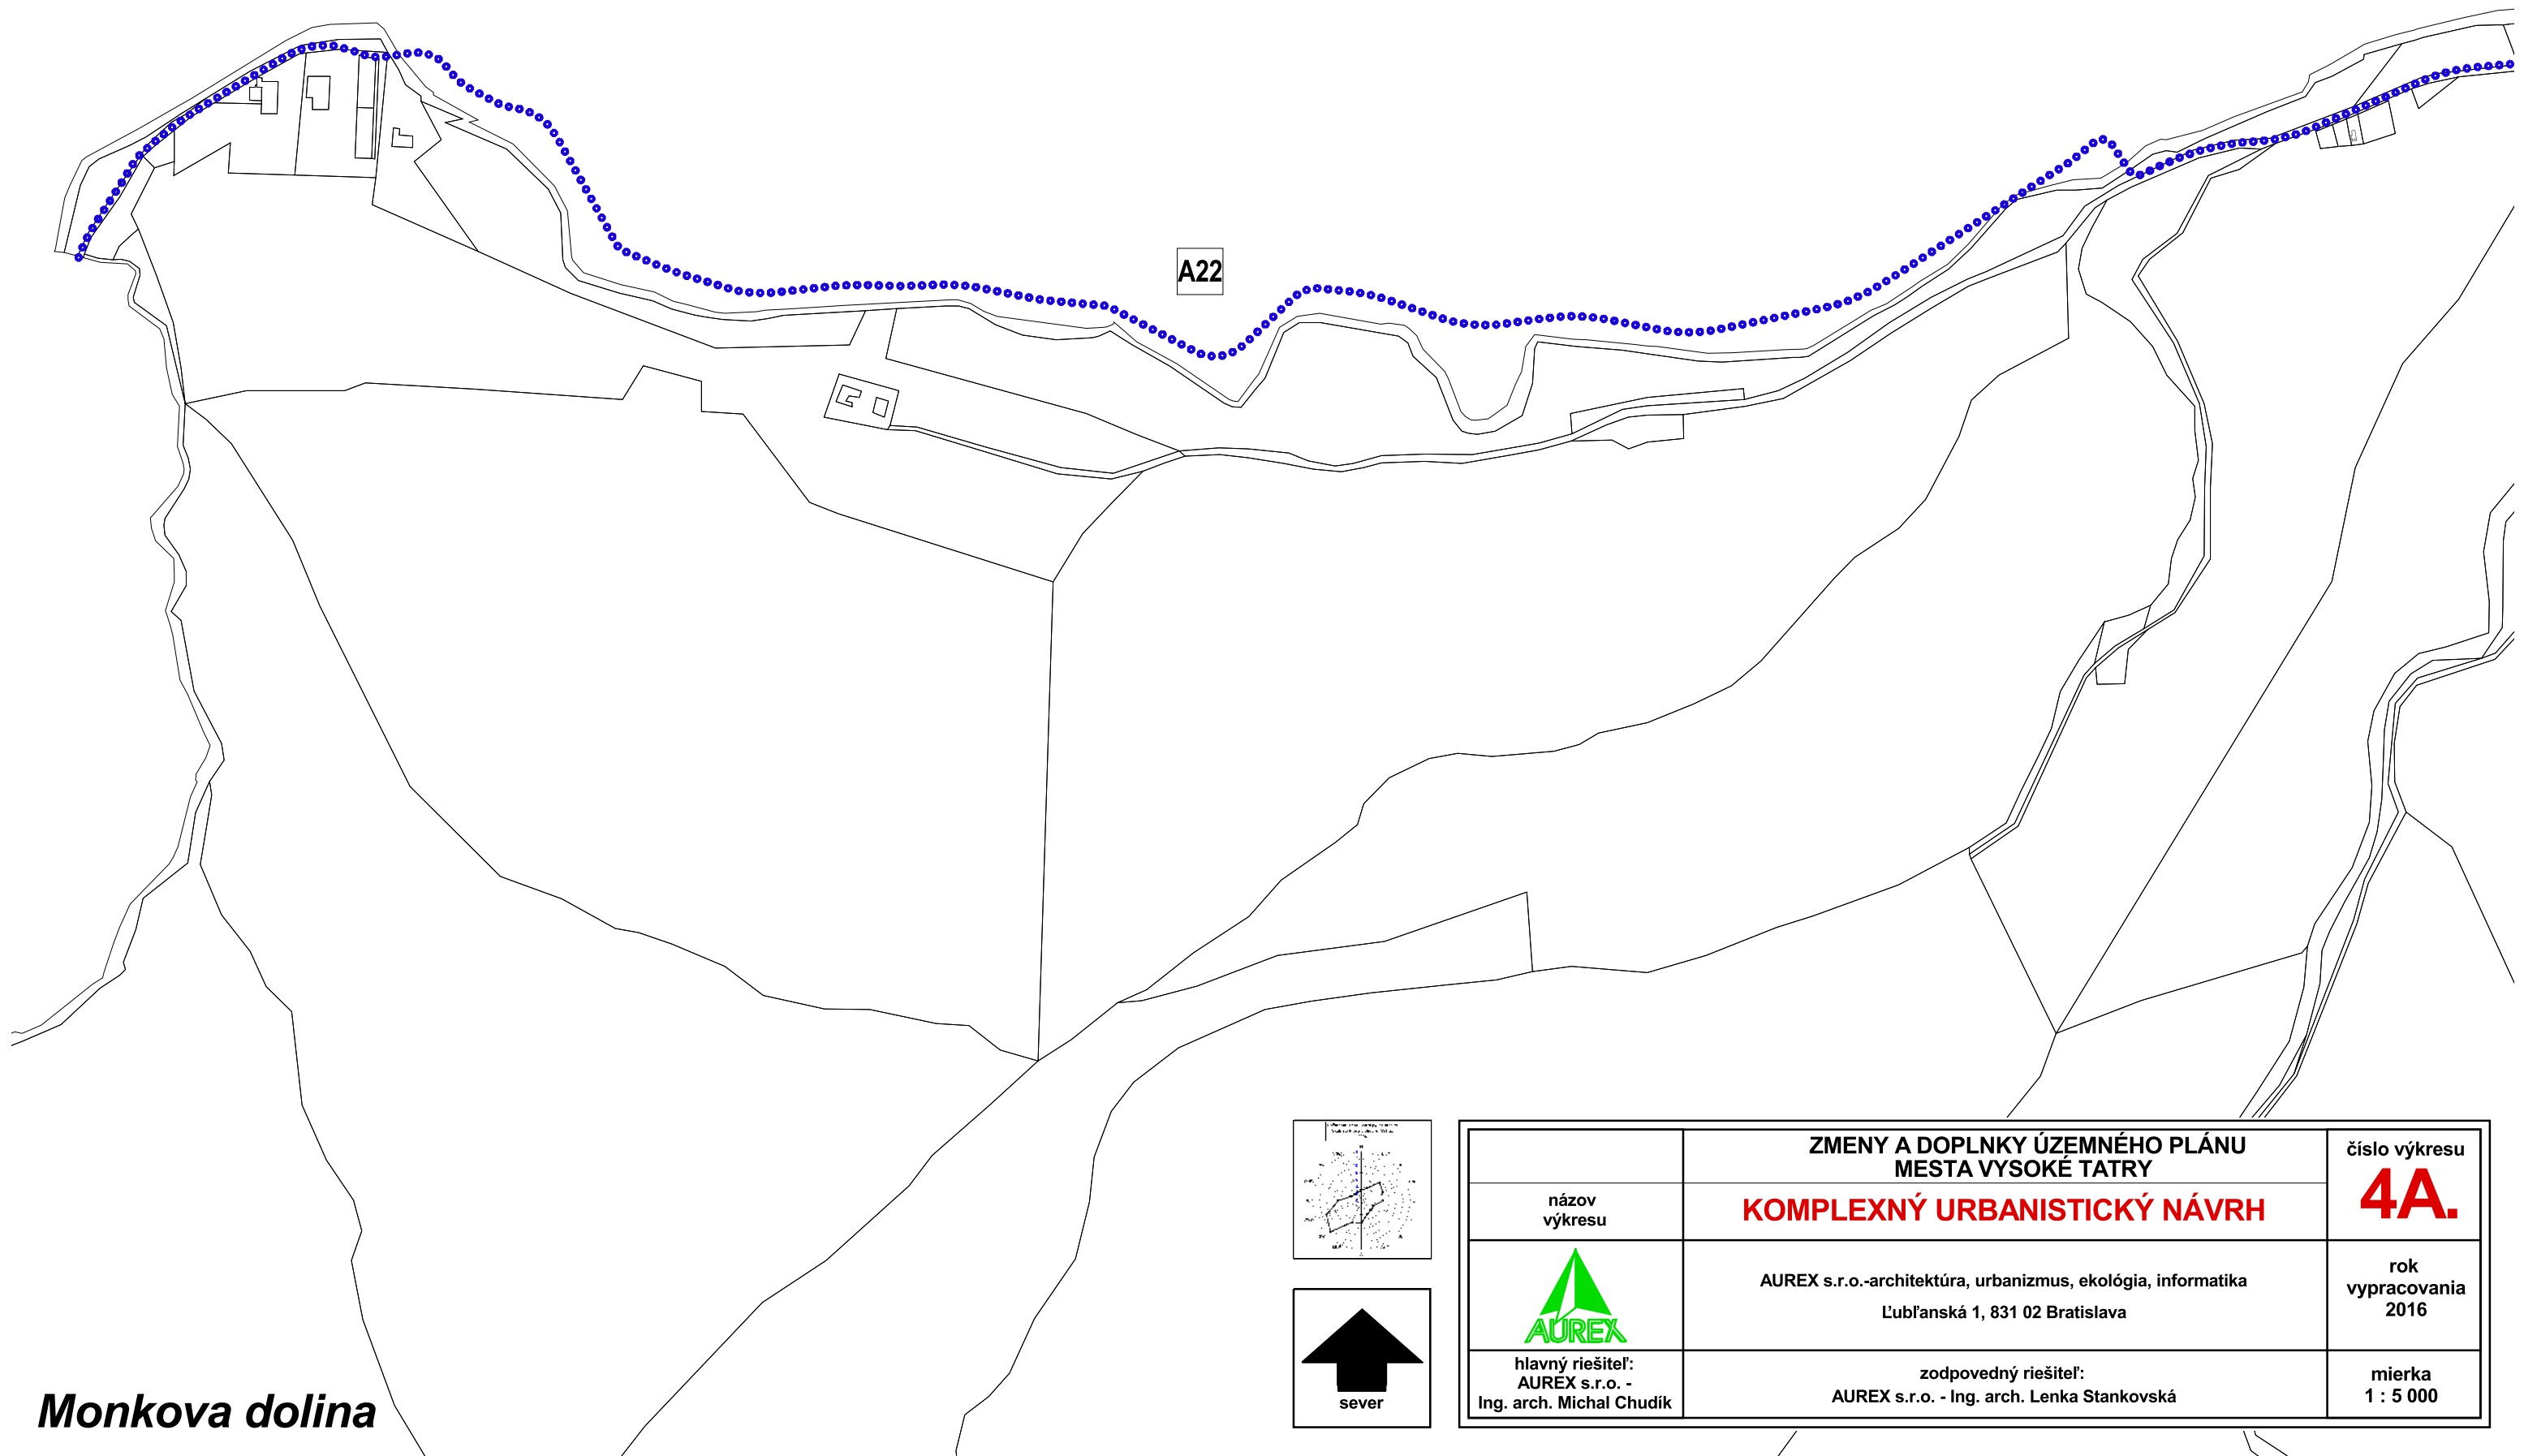 A22
ZMENY A DOPLNKY ÚZEMNÉHO PLÁNU
MESTA VYSOKÉ TATRY
číslo výkresu
4A.
názov
výkresu
KOMPLEXNÝ URBANISTICKÝ NÁVRH
AUREX
AUREX s.r.o.-architektúra, urbanizmus, ekológia, informatika
Ľubľanská 1, 831 02 Bratislava
rok
vypracovania
2016
hlavný riešiteľ:
AUREX s.r.o. -
Ing. arch. Michal Chudík
zodpovedný riešiteľ:
AUREX s.r.o. - Ing. arch. Lenka Stankovská
mierka
1 : 5 000
sever
Monkova dolina